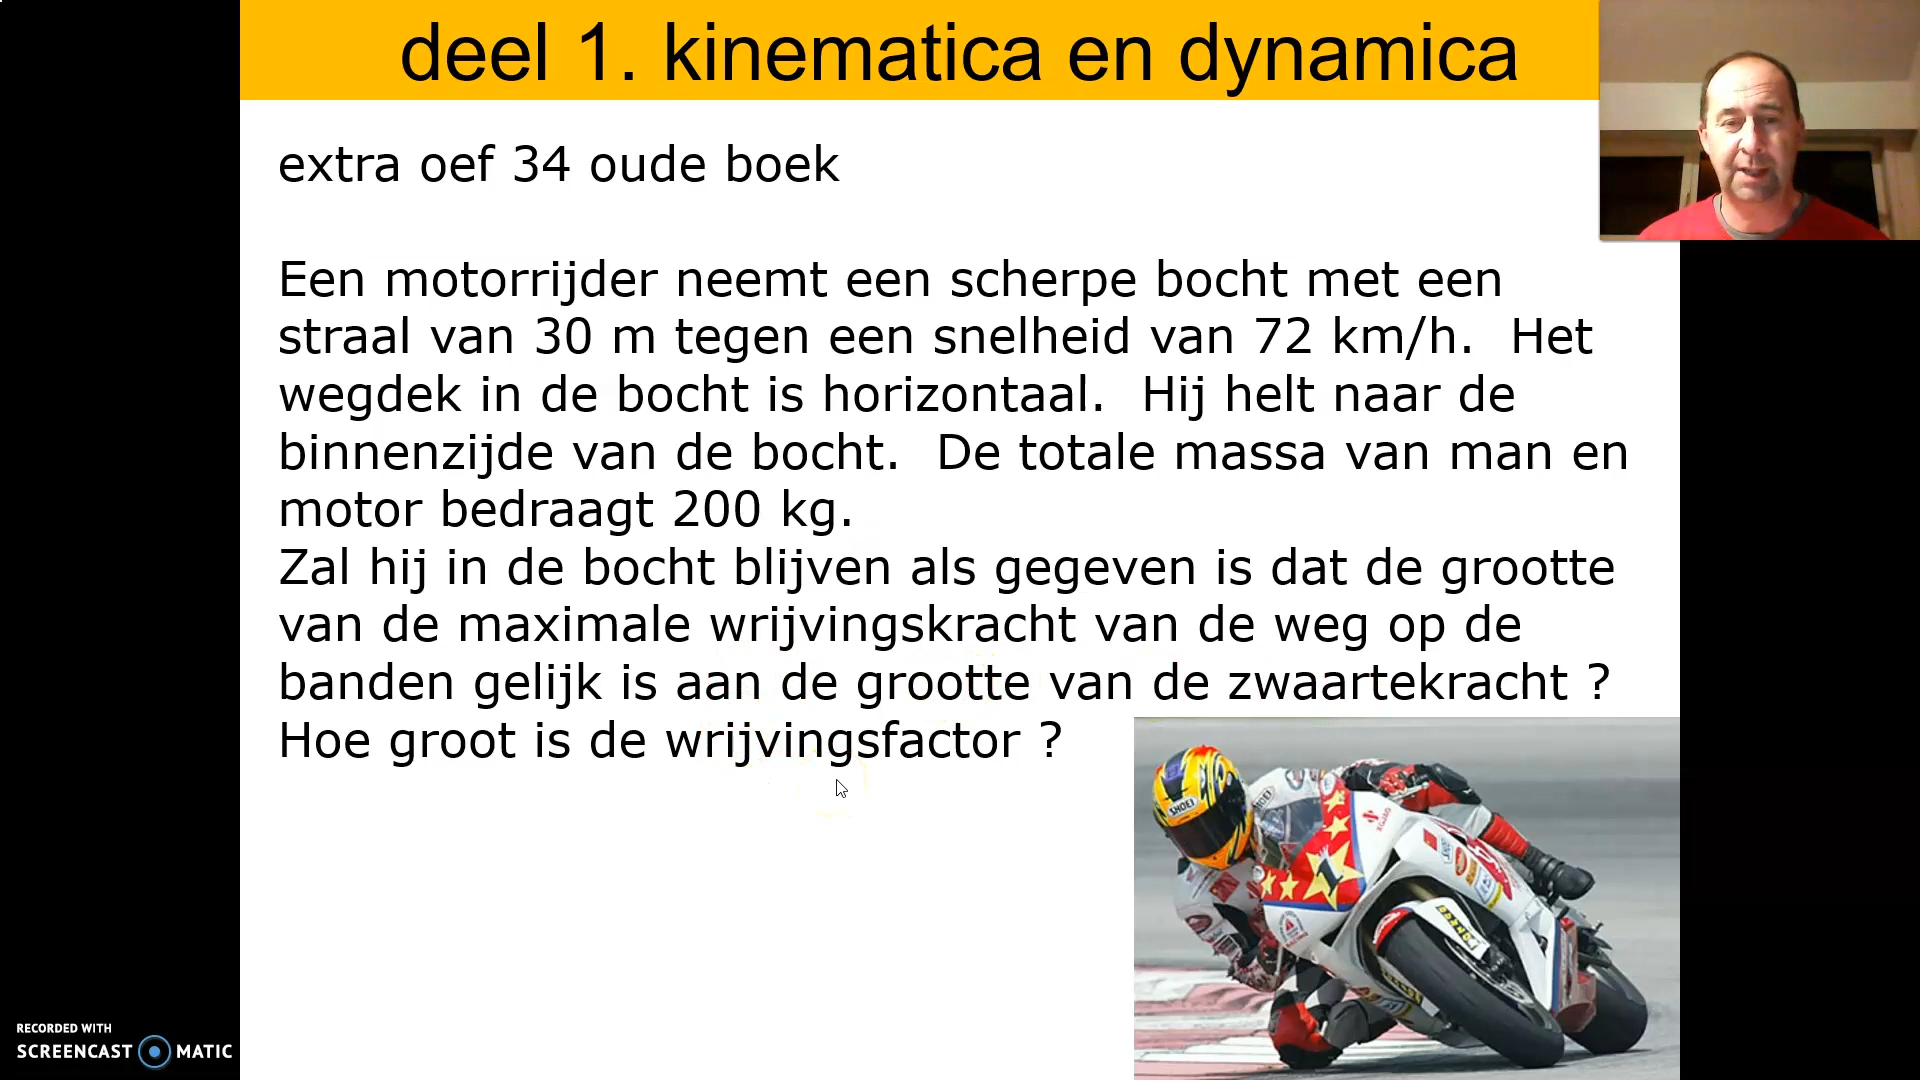 deel 1. kinematica en dynamica
extra oef 34 oude boek
Een motorrijder neemt een scherpe bocht met een
straal van 30 m tegen een snelheid van 72 km/h. Het
wegdek in de bocht is horizontaal. Hij helt naar de
binnenzijde van de bocht. De totale massa van man en
motor bedraagt 200 kg.
Zal hij in de bocht blijven als gegeven is dat de grootte
van de maximale wrijvingskracht van de weg op de
banden gelijk is aan de grootte van de zwaartekracht ?
Hoe groot is de wrijvingsfactor ?
SHOEI
SHOEI
1
RECORDED WITH
SCREENCAST MATIC